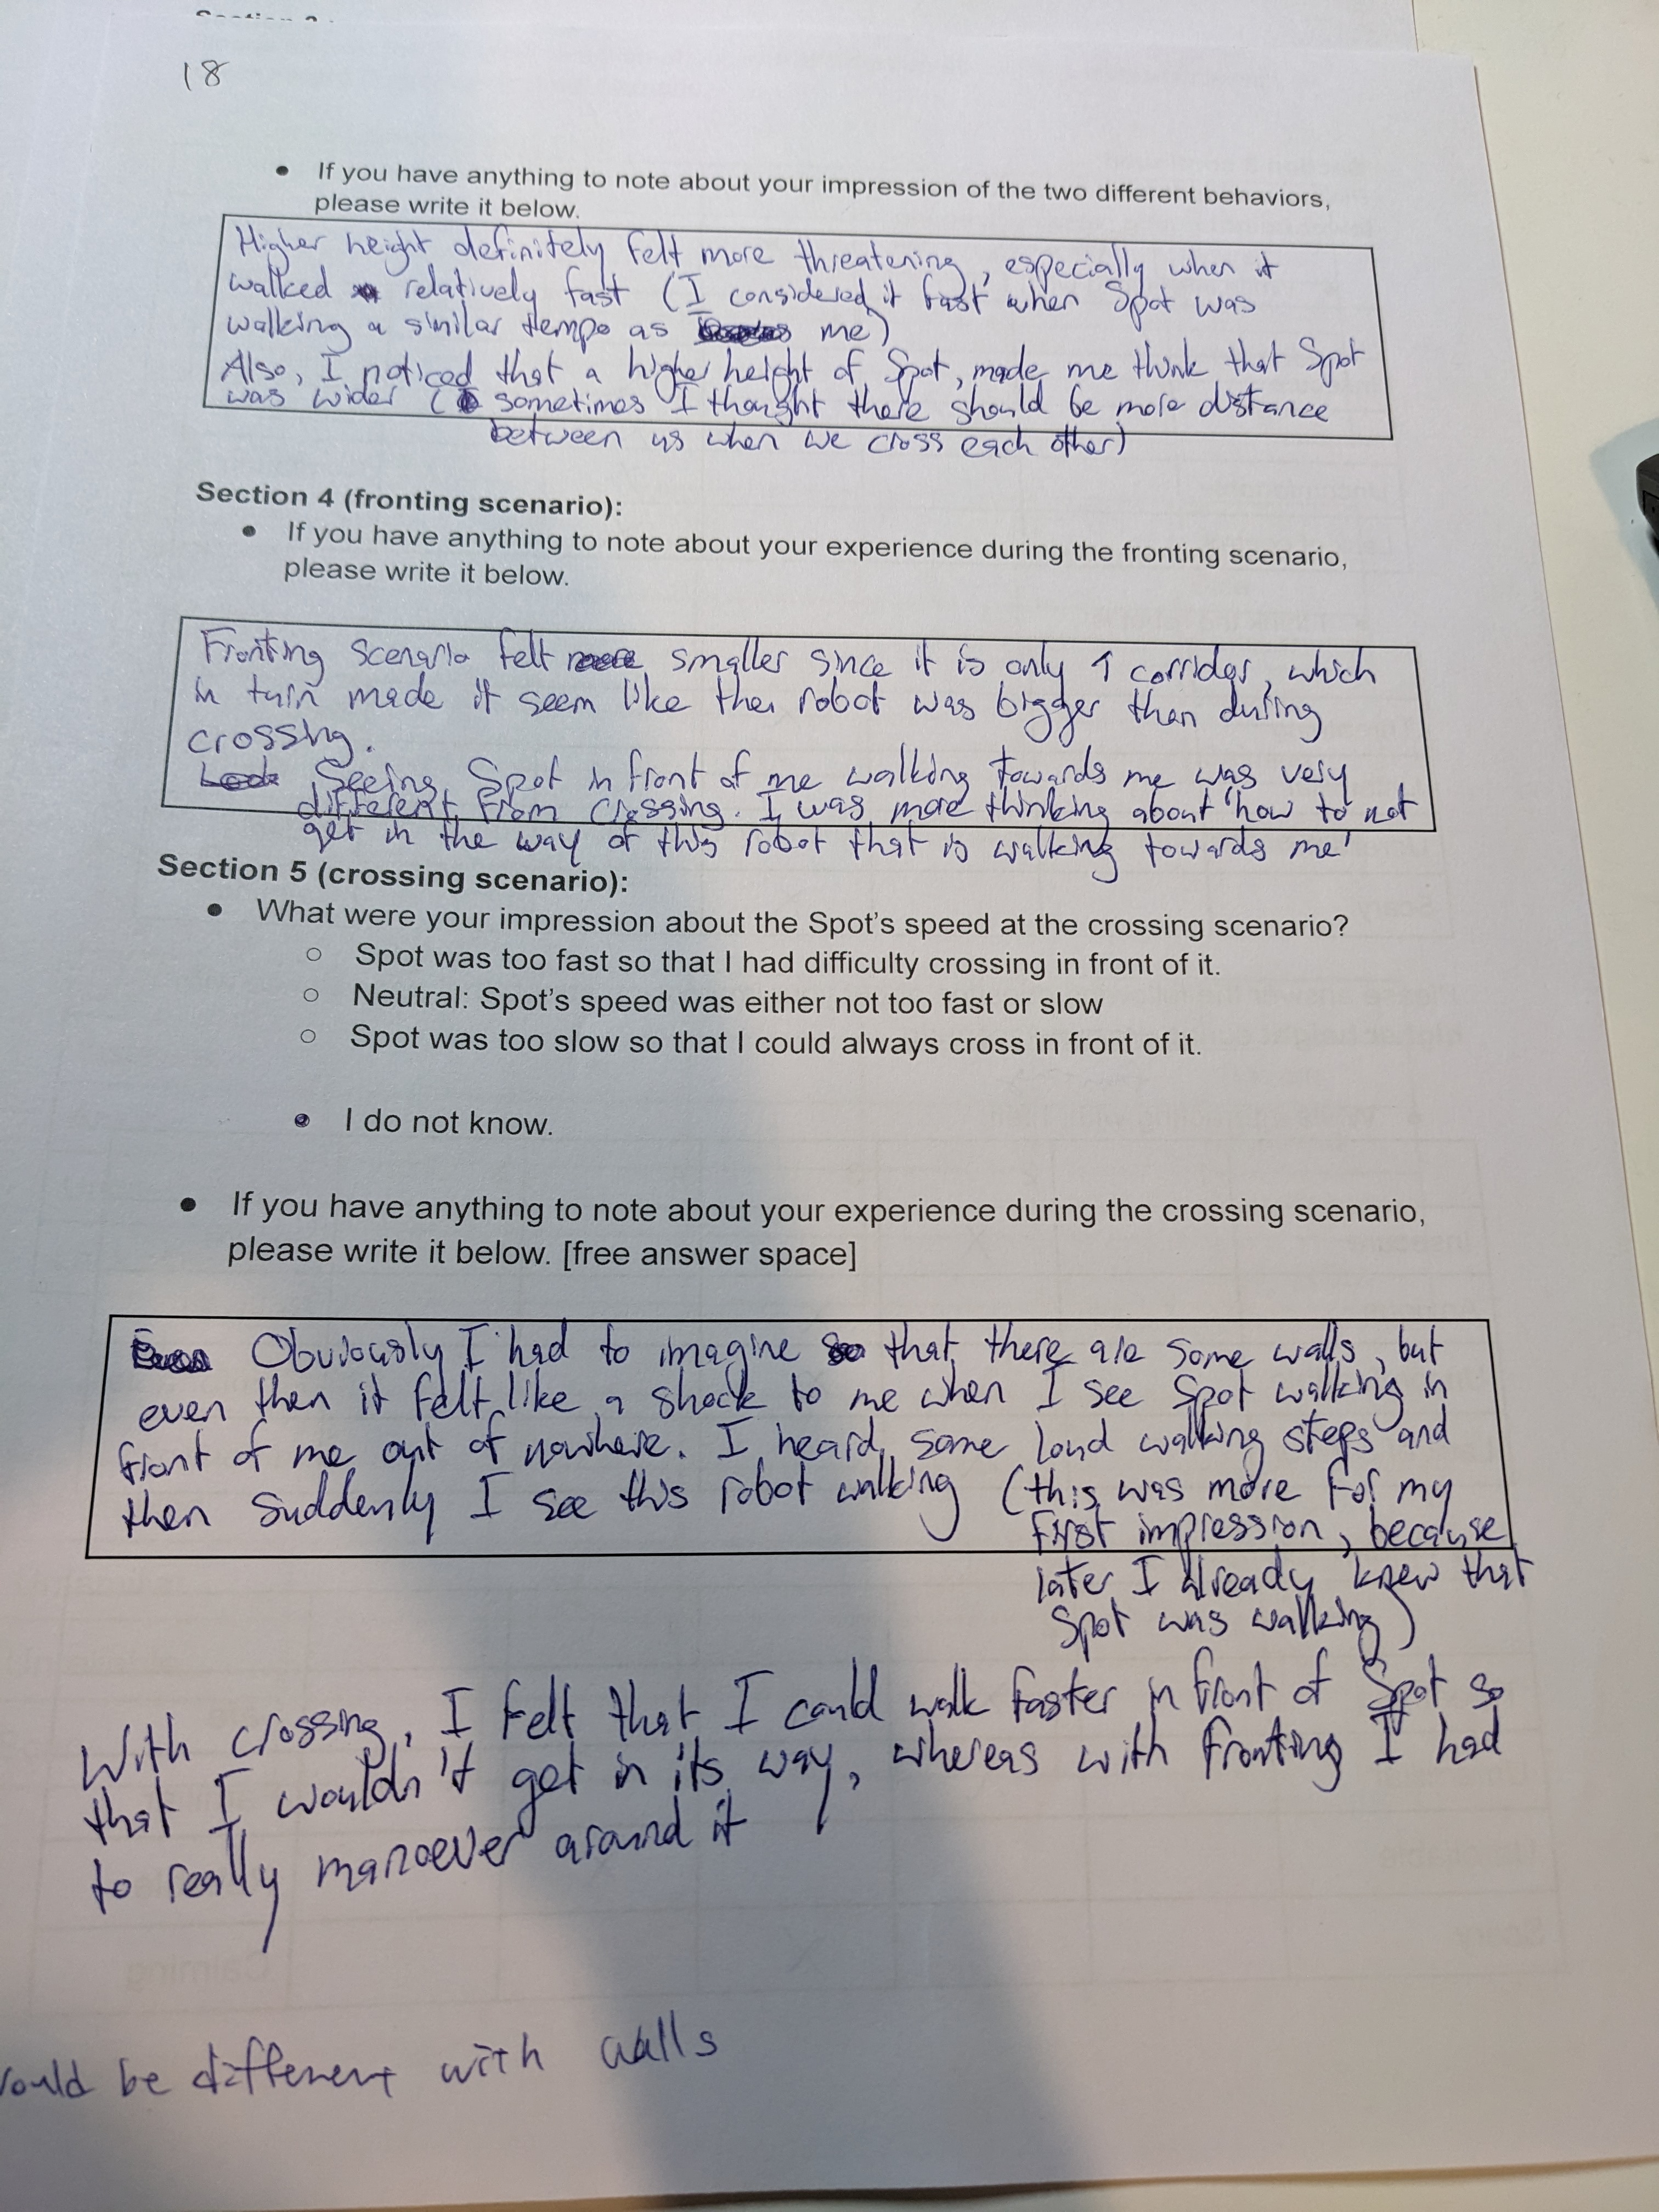 18
• If you have anything to note about your impression of the two different behaviors,
please write it below.
Higher height definitely felt more threatening, especially when it
walked relatively fast (I considered it fast when Spot was
walking a similar tempo as me)
Also, I noticed that a higher height of Spot, made me think that Spot
was wider ( sometimes I thought there should be more distance
between us when we cross each other)
Section 4 (fronting scenario):
• If you have anything to note about your experience during the fronting scenario,
please write it below.
Fronting scenario felt smaller since it is only 1 corridor, which
in turn made it seem like the robot was bigger than during
crossing.
Seeing Spot in front of me walking towards me was very
different from crossing. I was more thinking about 'how to not
get in the way of this robot that is walking towards me'
Section 5 (crossing scenario):
• What were your impression about the Spot's speed at the crossing scenario?
○ Spot was too fast so that I had difficulty crossing in front of it.
○ Neutral: Spot's speed was either not too fast or slow
○ Spot was too slow so that I could always cross in front of it.
• I do not know.
• If you have anything to note about your experience during the crossing scenario,
please write it below. [free answer space]
Obviously I had to imagine that there are some walls, but
even then it felt like a shock to me when I see Spot walking in
front of me out of nowhere. I heard some loud walking steps and
then suddenly I see this robot walking (this was more for my
first impression, because
later I already knew that
Spot was walking)
With crossing, I felt that I could walk faster in front of Spot so
that I wouldn't get in its way, whereas with fronting I had
to really manoever around it
would be different with walls